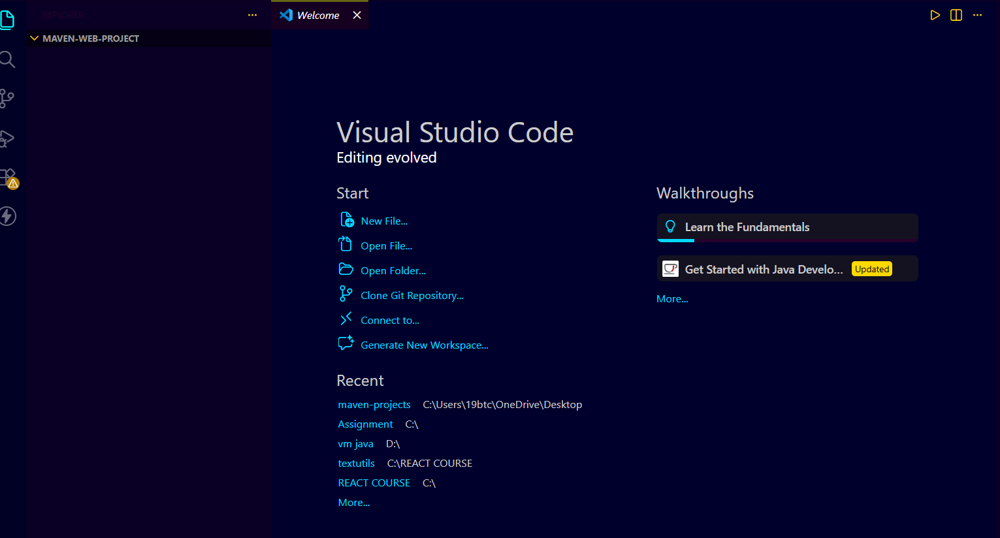 EXPLORER
MAVEN-WEB-PROJECT
Welcome
Visual Studio Code
Editing evolved
Start
New File...
Open File...
Open Folder...
Clone Git Repository...
Connect to...
Generate New Workspace...
Recent
maven-projects C:\Users\19btc\OneDrive\Desktop
Assignment C:\
vm java D:\
textutils C:\REACT COURSE
REACT COURSE C:\
More...
Walkthroughs
Learn the Fundamentals
Get Started with Java Develo... Updated
More...